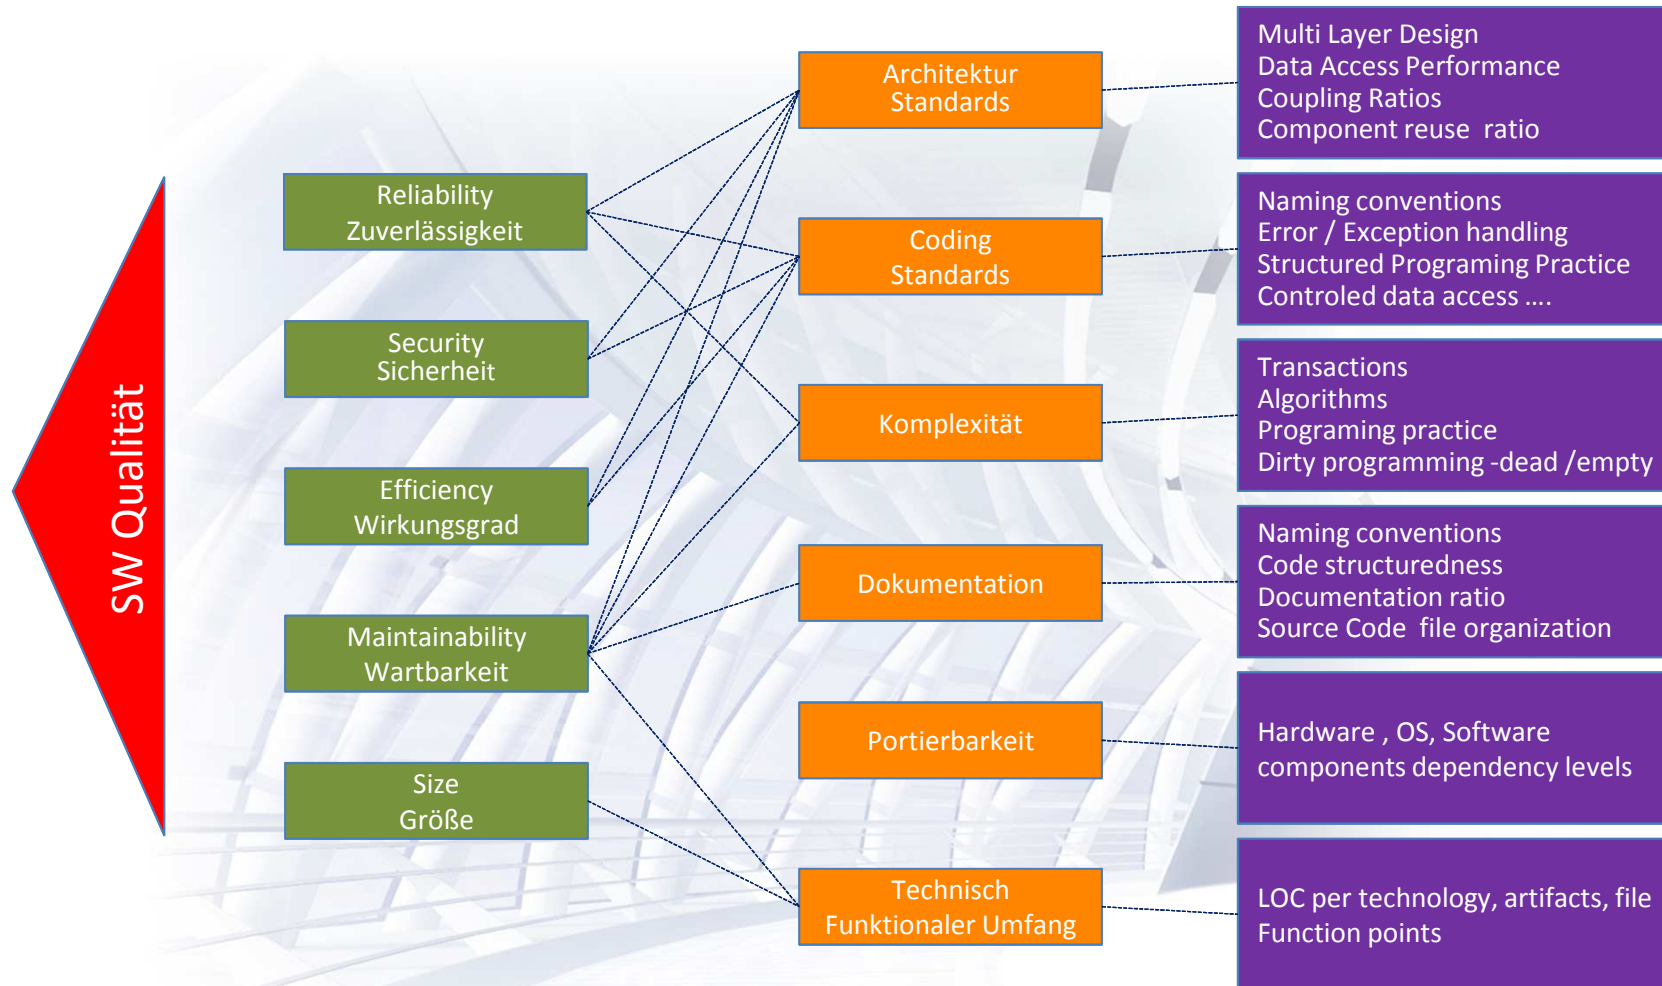 SW Qualität
Reliability
Zuverlässigkeit
Security
Sicherheit
Efficiency
Wirkungsgrad
Maintainability
Wartbarkeit
Size
Größe
Architektur
Standards
Coding
Standards
Komplexität
Dokumentation
Portierbarkeit
Technisch
Funktionaler Umfang
Multi Layer Design
Data Access Performance
Coupling Ratios
Component reuse ratio
Naming conventions
Error / Exception handling
Structured Programing Practice
Controled data access ....
Transactions
Algorithms
Programing practice
Dirty programming -dead /empty
Naming conventions
Code structuredness
Documentation ratio
Source Code file organization
Hardware , OS, Software
components dependency levels
LOC per technology, artifacts, file
Function points